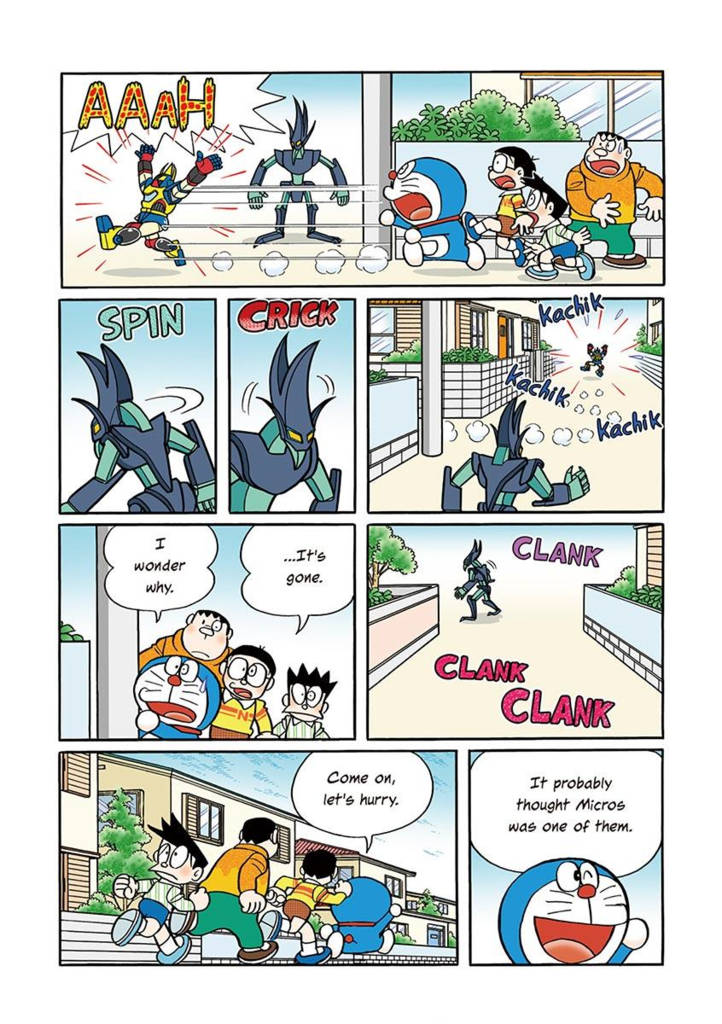 AAAH
SPIN
CRICK
Kachik
Kachik
Kachik
I
wonder
why.
...It's
gone.
CLANK
CLANK
CLANK
Come on,
let's hurry.
It probably
thought Micros
was one of them.